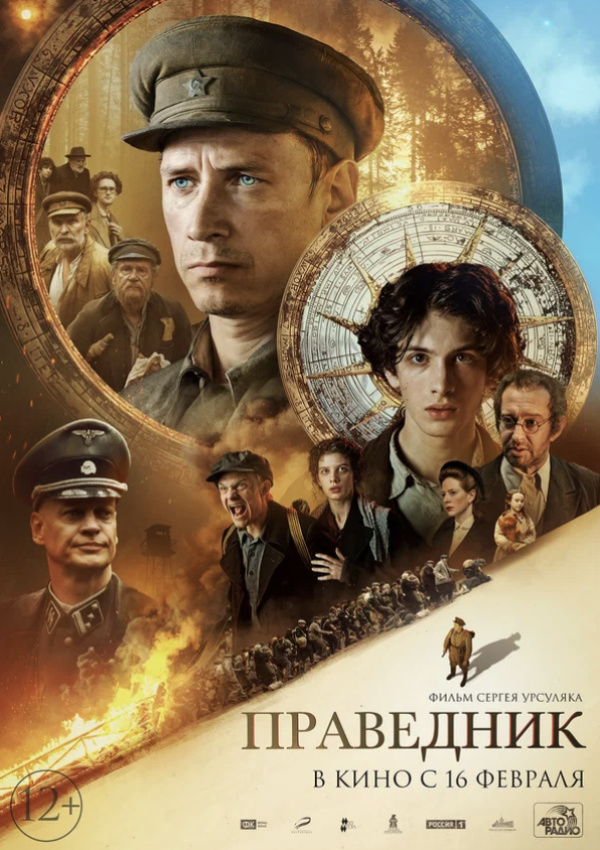 ФИЛЬМ СЕРГЕЯ УРСУЛЯКА
ПРАВЕДНИК
В КИНО С 16 ФЕВРАЛЯ
12+
РОССИЯ 1
АВТО
РАДИО